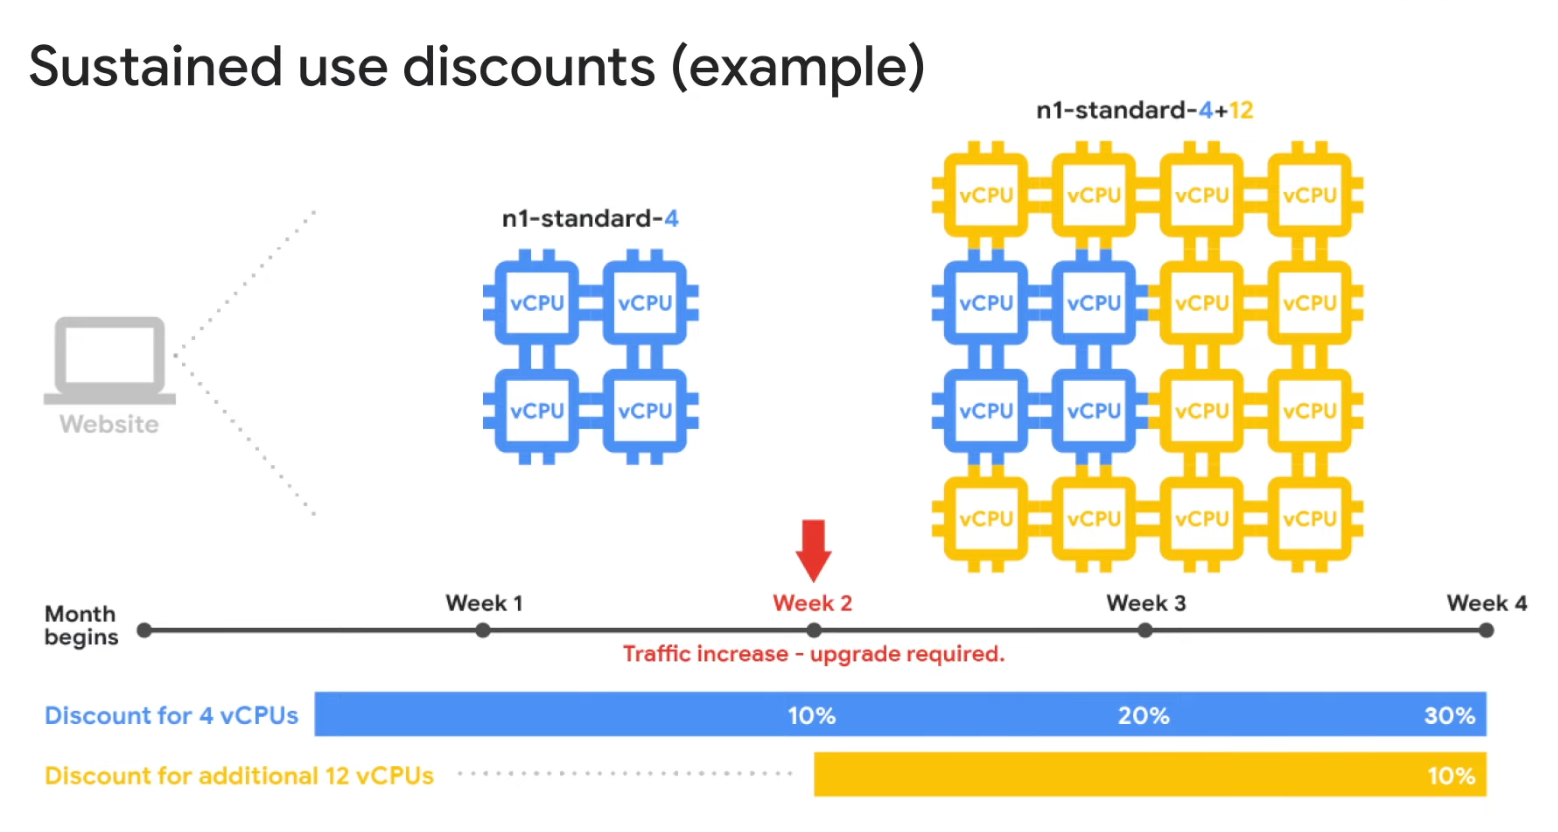 Sustained use discounts (example)
n1-standard-4+12
vCPU vCPU vCPU vCPU
n1-standard-4
vCPU vCPU
vCPU vCPU vCPU vCPU
vCPU vCPU
vCPU vCPU vCPU vCPU
Website
vCPU vCPU vCPU vCPU
Month
begins
Week 1
Week 2
Week 3
Week 4
Traffic increase - upgrade required.
Discount for 4 vCPUs
10%
20%
30%
Discount for additional 12 vCPUs
10%